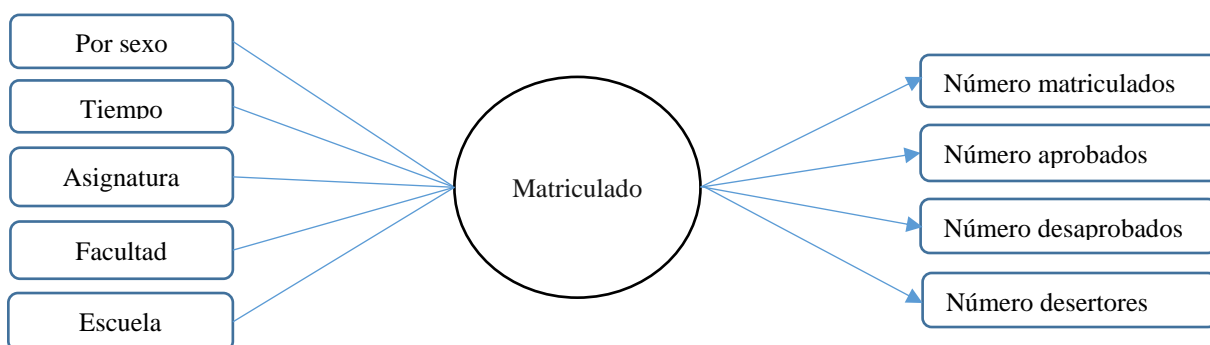 Por sexo
Tiempo
Asignatura
Facultad
Escuela
Matriculado
Número matriculados
Número aprobados
Número desaprobados
Número desertores